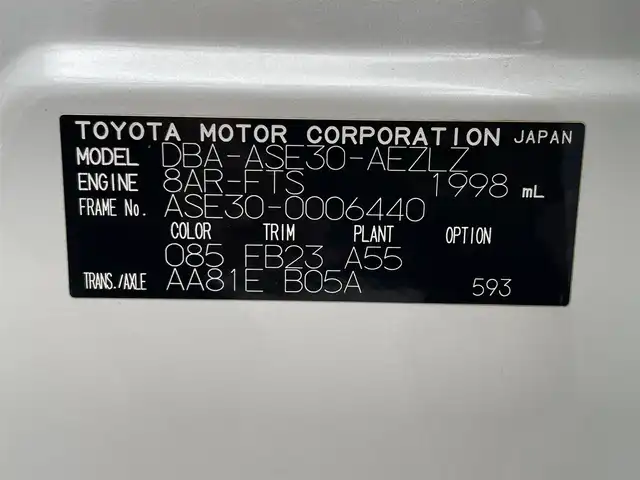 TOYOTA MOTOR CORPORATION JAPAN
MODEL DBA-ASE30-AEZLZ
ENGINE 8AR-FTS 1998 mL
FRAME No. ASE30-0006440
COLOR TRIM PLANT OPTION
085 EB23 A55
TRANS./AXLE AA81E B05A 593